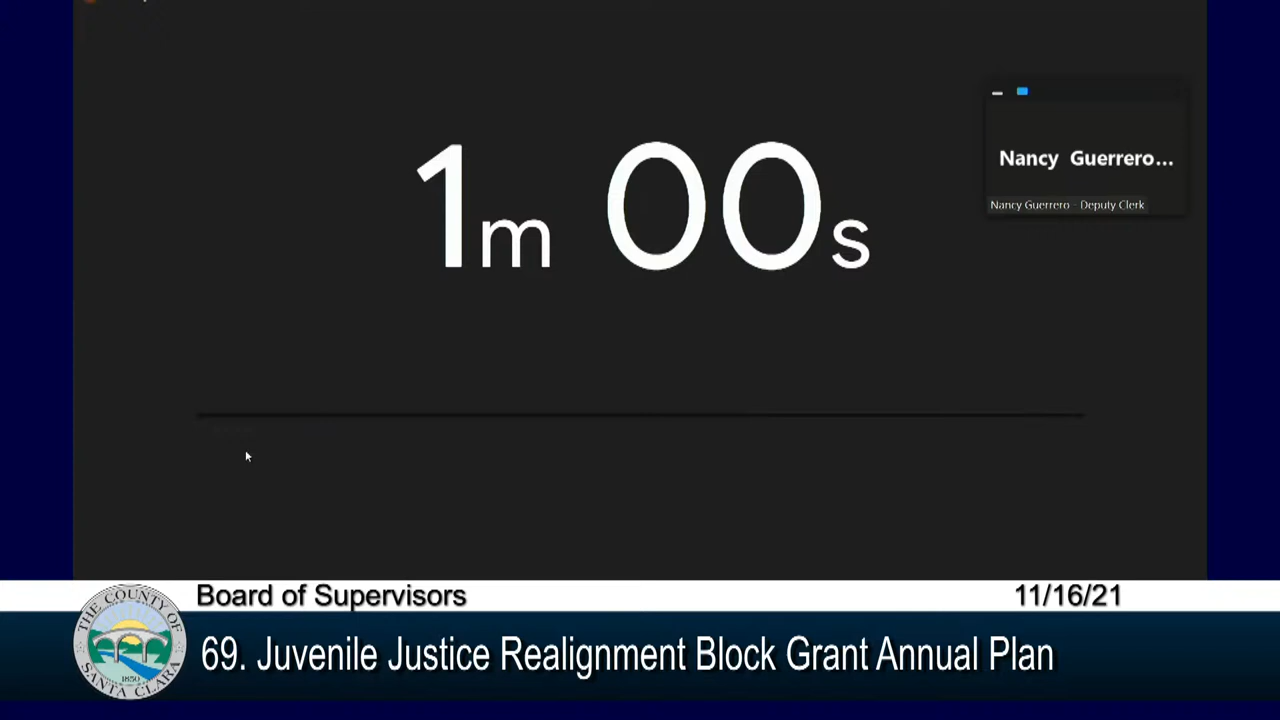 1m 00s
Nancy Guerrero...
Nancy Guerrero - Deputy Clerk
Board of Supervisors
11/16/21
THE COUNTY OF
SANTA CLARA
1850
69. Juvenile Justice Realignment Block Grant Annual Plan